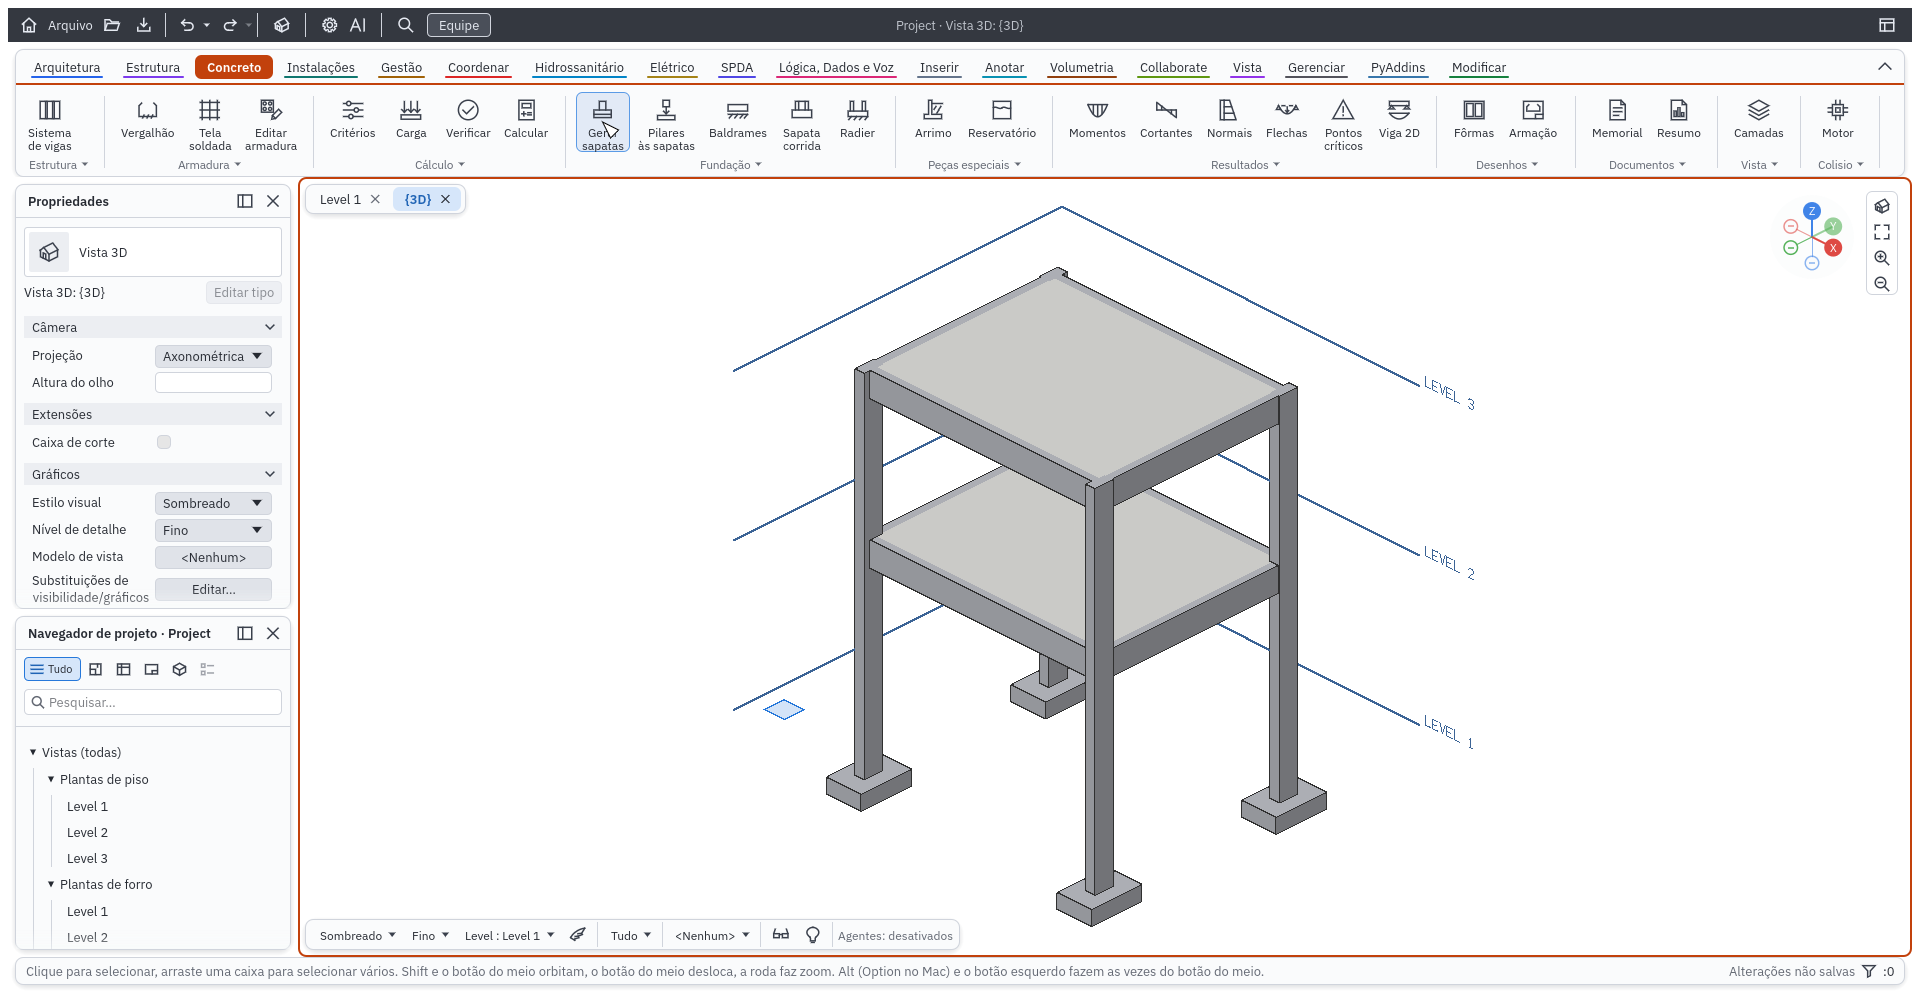 Arquivo
AI
Equipe
Project · Vista 3D: {3D}
Arquitetura
Estrutura
Concreto
Instalações
Gestão
Coordenar
Hidrossanitário
Elétrico
SPDA
Lógica, Dados e Voz
Inserir
Anotar
Volumetria
Collaborate
Vista
Gerenciar
PyAddins
Modificar
Sistema
de vigas
Vergalhão
Tela
soldada
Editar
armadura
Critérios
Carga
Verificar
Calcular
sapatas
Pilares
às sapatas
Baldrames
Sapata
corrida
Radier
Arrimo
Reservatório
Momentos
Cortantes
Normais
Flechas
Pontos
críticos
Viga 2D
Fôrmas
Armação
Memorial
Resumo
Camadas
Motor
Estrutura
Armadura
Cálculo
Fundação
Peças especiais
Resultados
Desenhos
Documentos
Vista
Colisio
Propriedades
Vista 3D
Vista 3D: {3D}
Editar tipo
Câmera
Projeção
Axonométrica
Altura do olho
Extensões
Caixa de corte
Gráficos
Estilo visual
Sombreado
Nível de detalhe
Fino
Modelo de vista
<Nenhum>
Substituições de
visibilidade/gráficos
Editar...
Navegador de projeto · Project
Tudo
Pesquisar...
Vistas (todas)
Plantas de piso
Level 1
Level 2
Level 3
Plantas de forro
Level 1
Level 2
Level 1
{3D}
Z
Y
X
LEVEL 3
LEVEL 2
LEVEL 1
Sombreado
Fino
Level : Level 1
Tudo
<Nenhum>
Agentes: desativados
Clique para selecionar, arraste uma caixa para selecionar vários. Shift e o botão do meio orbitam, o botão do meio desloca, a roda faz zoom. Alt (Option no Mac) e o botão esquerdo fazem as vezes do botão do meio.
Alterações não salvas
:0